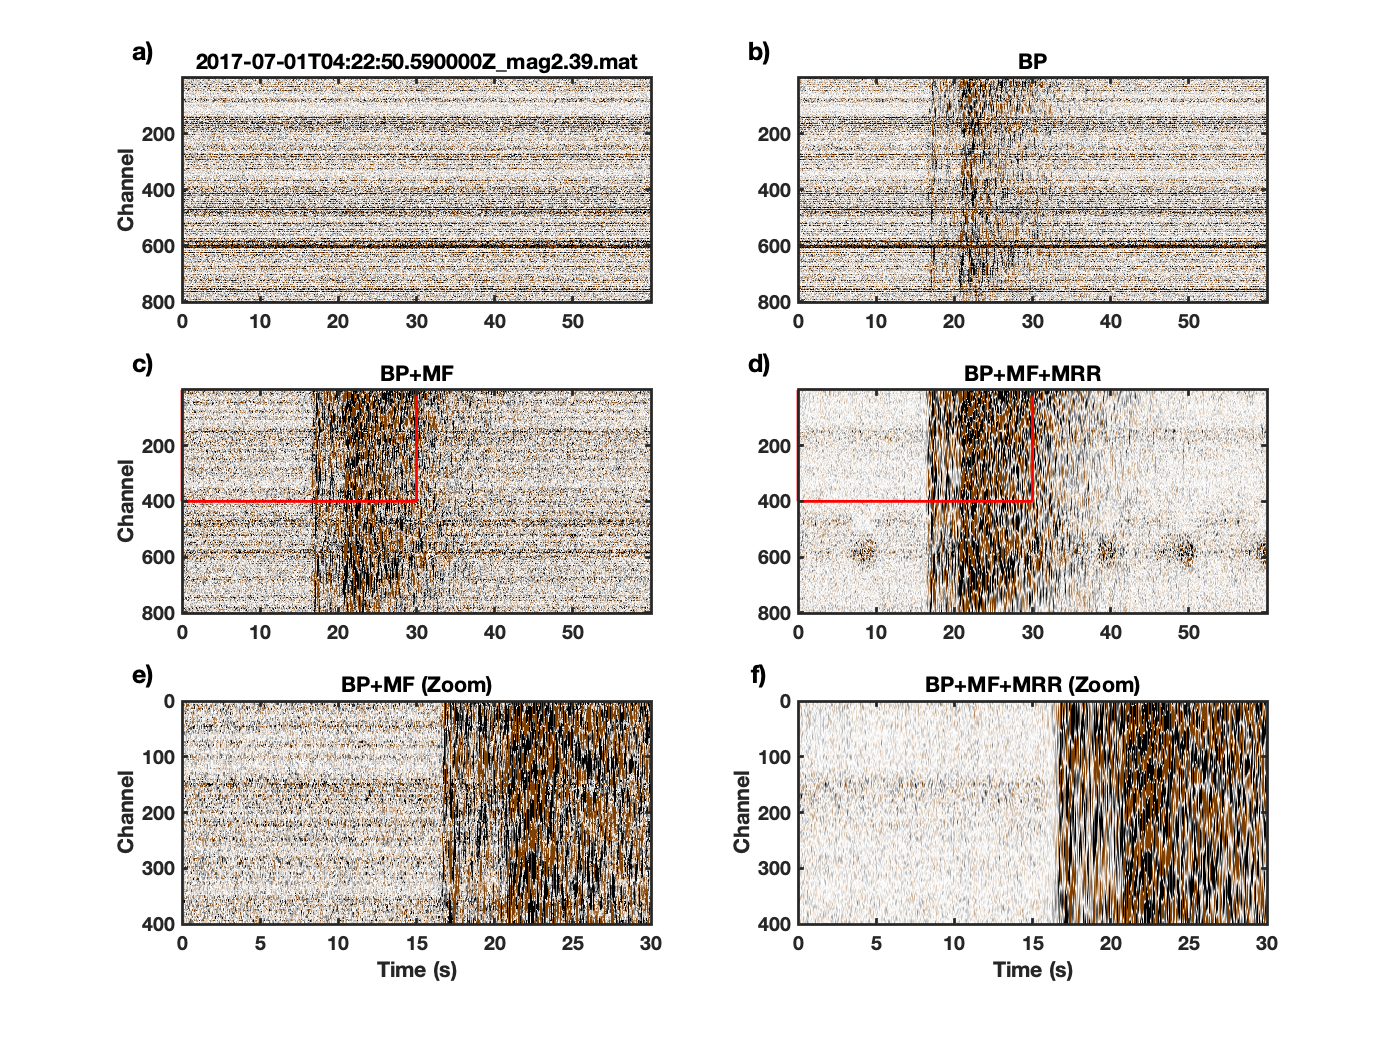 a)
2017-07-01T04:22:50.590000Z_mag2.39.mat
Channel
200
400
600
800
0 10 20 30 40 50
b)
BP
200
400
600
800
0 10 20 30 40 50
c)
BP+MF
Channel
200
400
600
800
0 10 20 30 40 50
d)
BP+MF+MRR
200
400
600
800
0 10 20 30 40 50
e)
BP+MF (Zoom)
Channel
0
100
200
300
400
0 5 10 15 20 25 30
Time (s)
f)
BP+MF+MRR (Zoom)
Channel
0
100
200
300
400
0 5 10 15 20 25 30
Time (s)